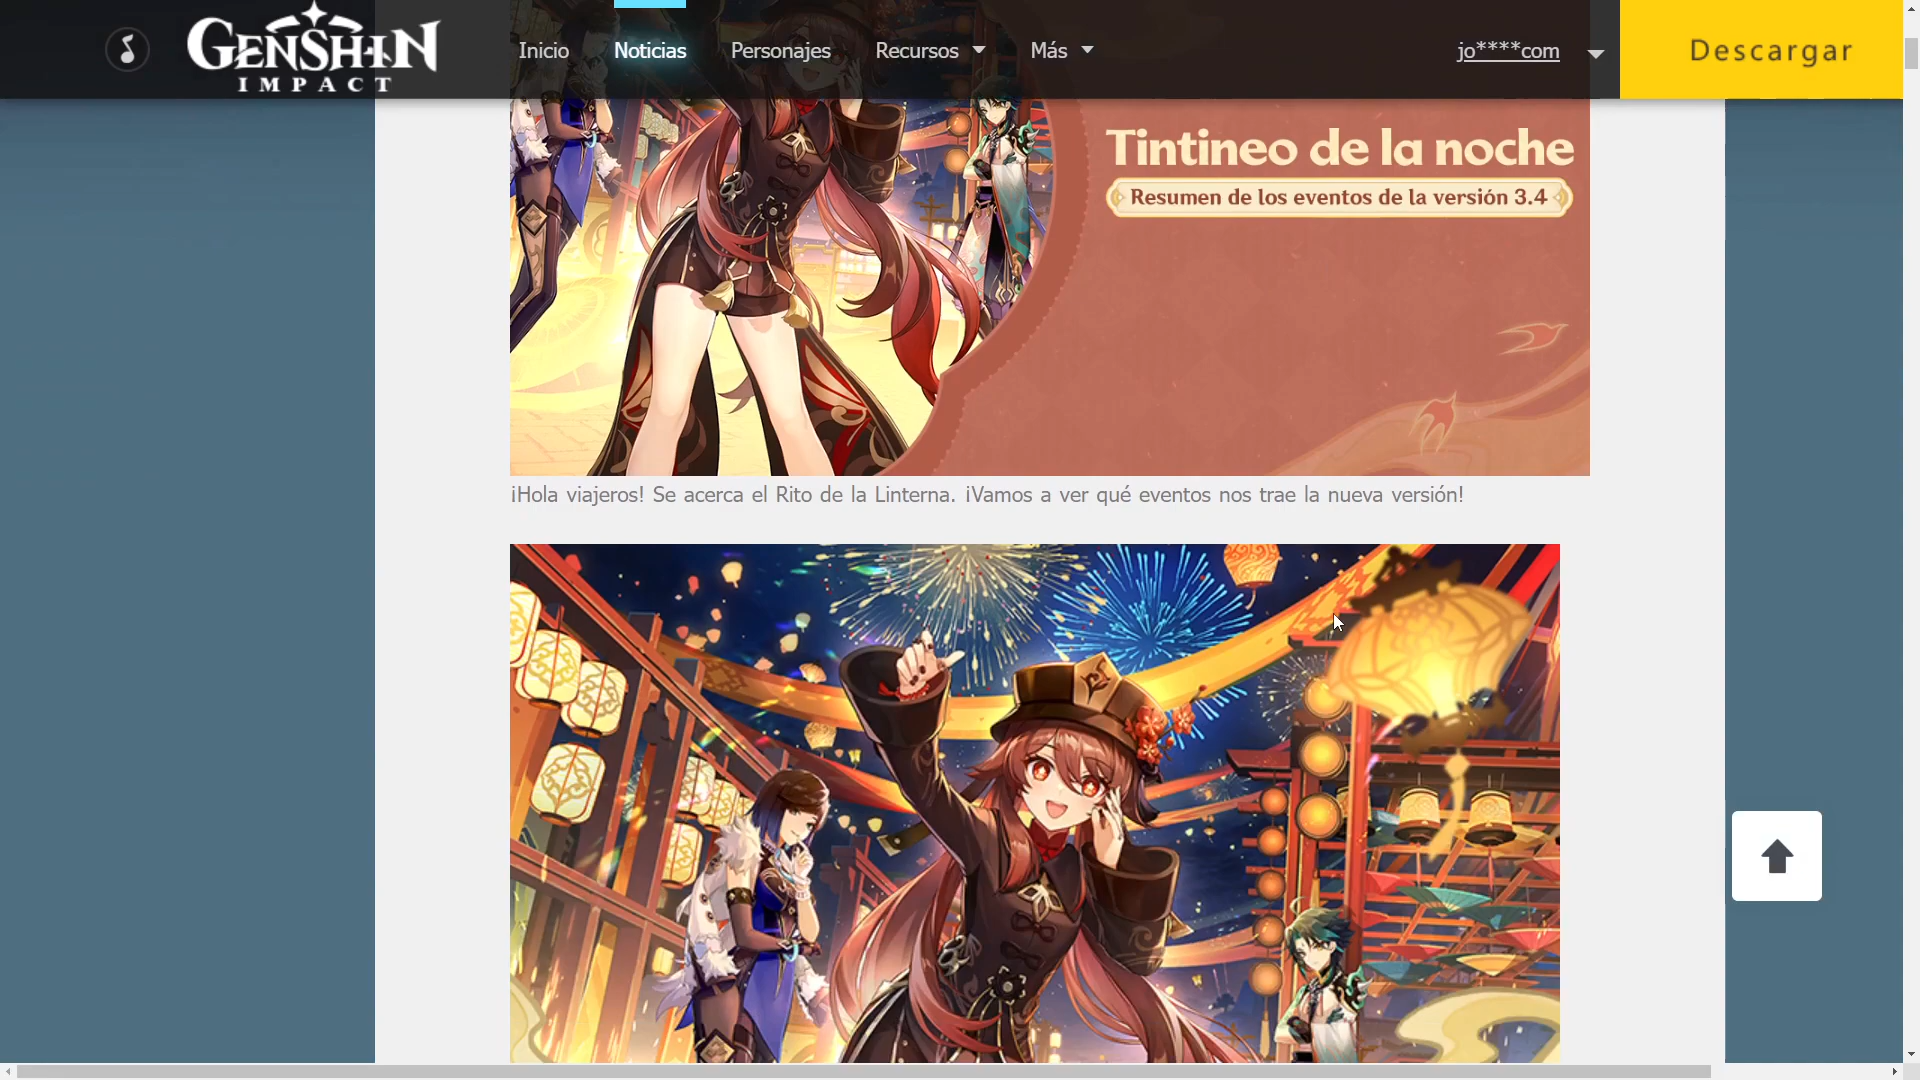 GENSHIN
IMPACT
Inicio
Noticias
Personajes
Recursos
Más
jo****com
Descargar
Tintineo de la noche
Resumen de los eventos de la versión 3.4
¡Hola viajeros! Se acerca el Rito de la Linterna. ¡Vamos a ver qué eventos nos trae la nueva versión!